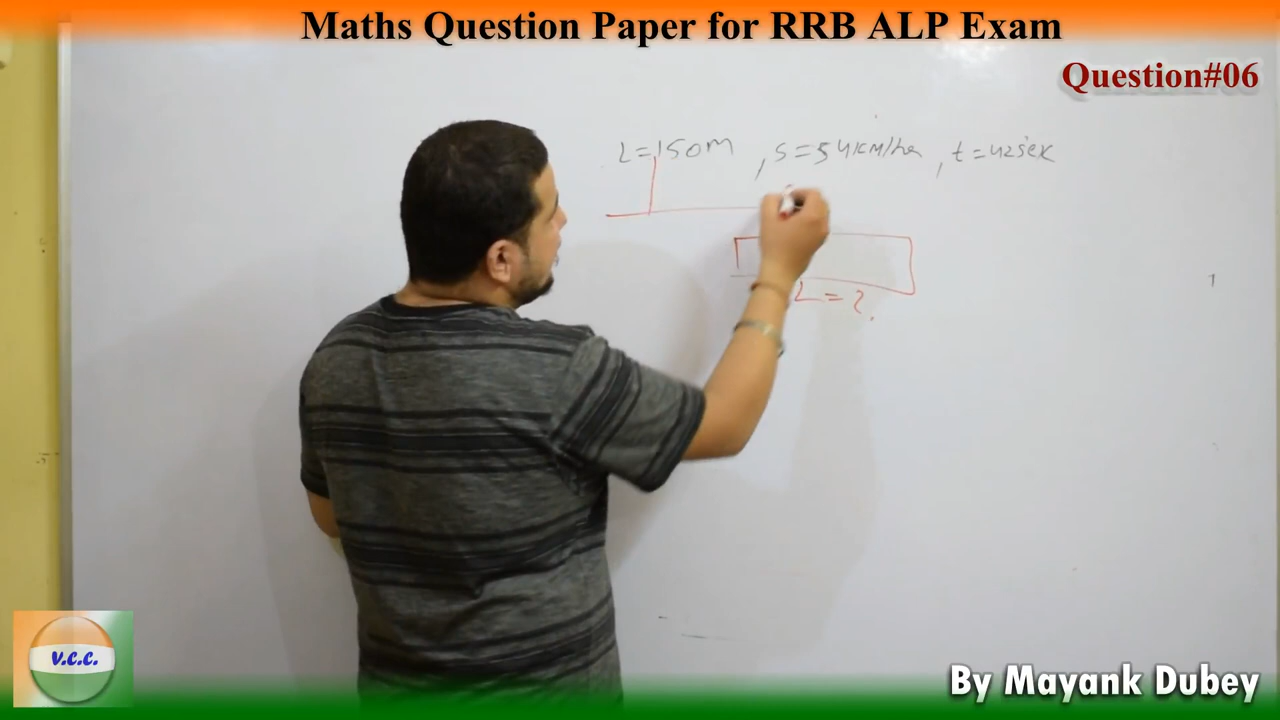 Maths Question Paper for RRB ALP Exam
Question#06
L=150m , S=54km/hr , t=42sec
L=?
V.C.C.
By Mayank Dubey